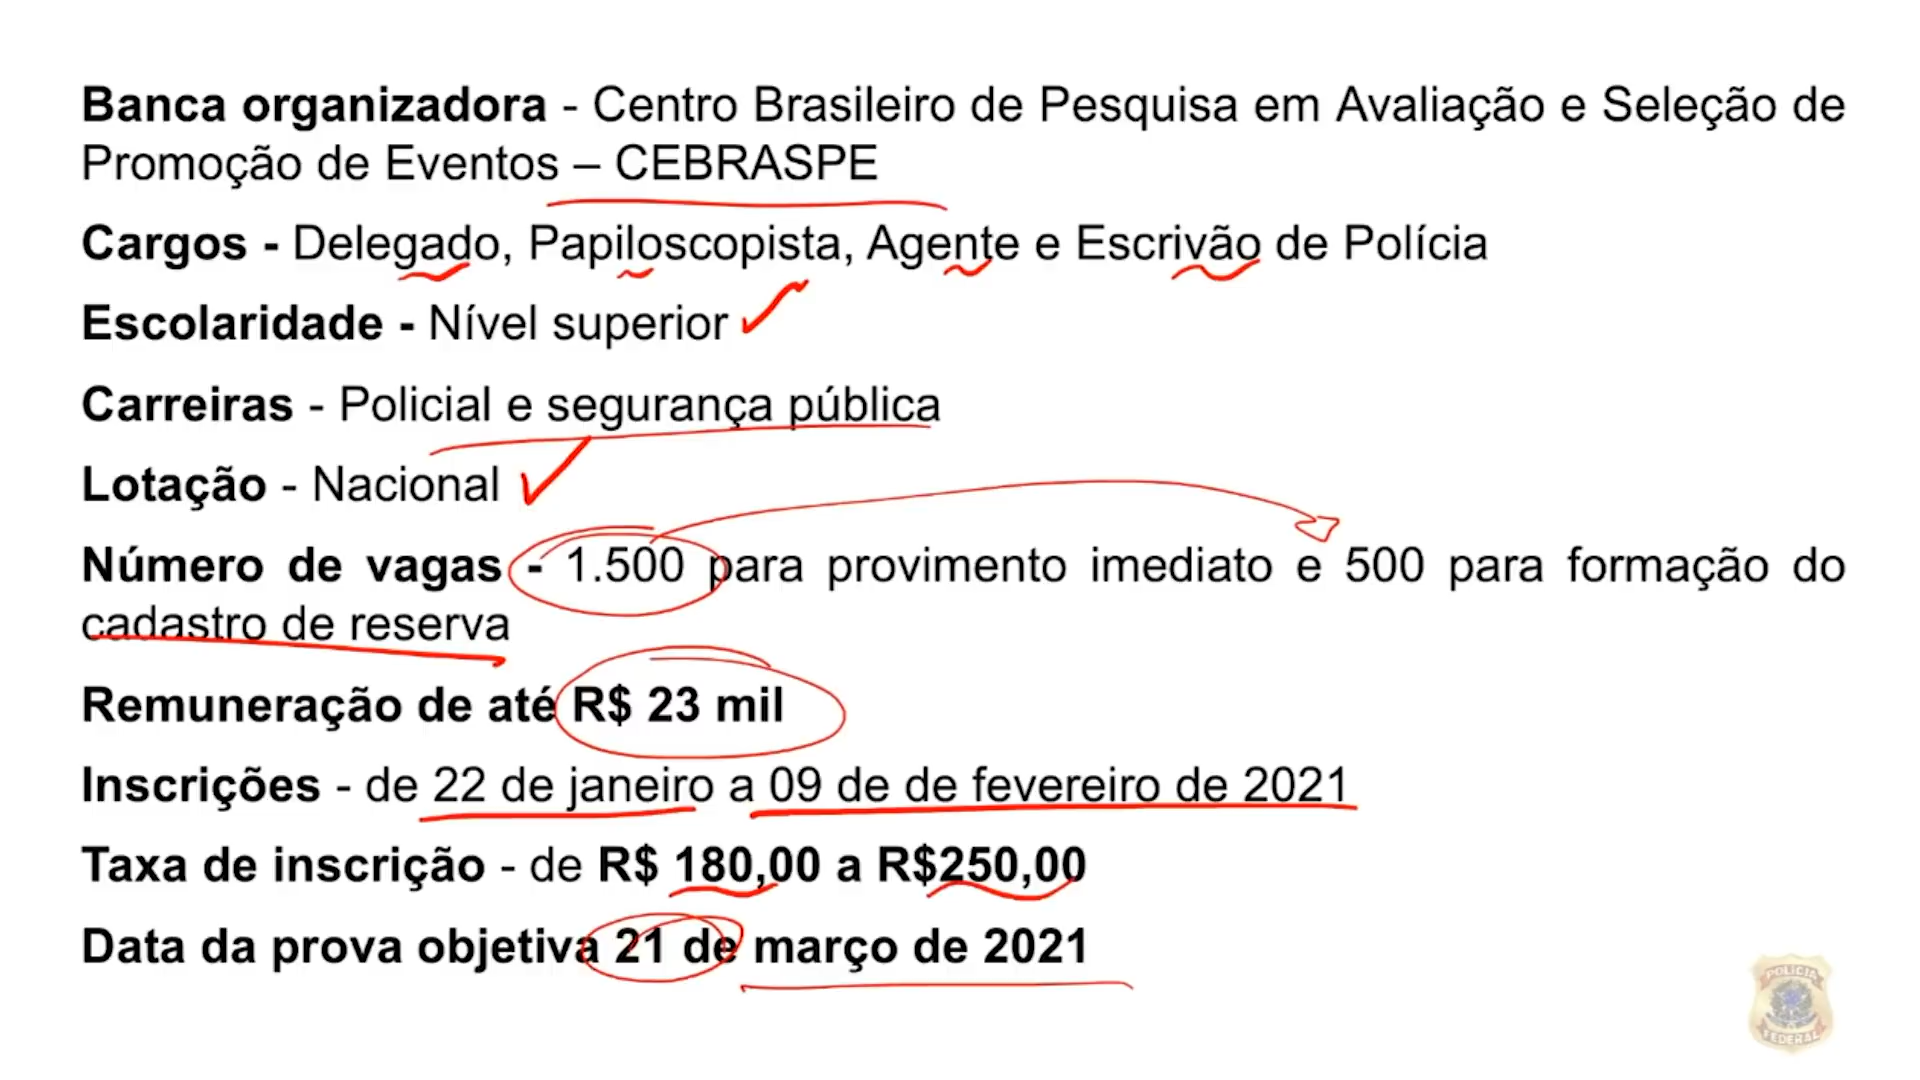 Banca organizadora - Centro Brasileiro de Pesquisa em Avaliação e Seleção de
Promoção de Eventos – CEBRASPE
Cargos - Delegado, Papiloscopista, Agente e Escrivão de Polícia
Escolaridade - Nível superior
Carreiras - Policial e segurança pública
Lotação - Nacional
Número de vagas - 1.500 para provimento imediato e 500 para formação do
cadastro de reserva
Remuneração de até R$ 23 mil
Inscrições - de 22 de janeiro a 09 de de fevereiro de 2021
Taxa de inscrição - de R$ 180,00 a R$250,00
Data da prova objetiva 21 de março de 2021
POLÍCIA
FEDERAL